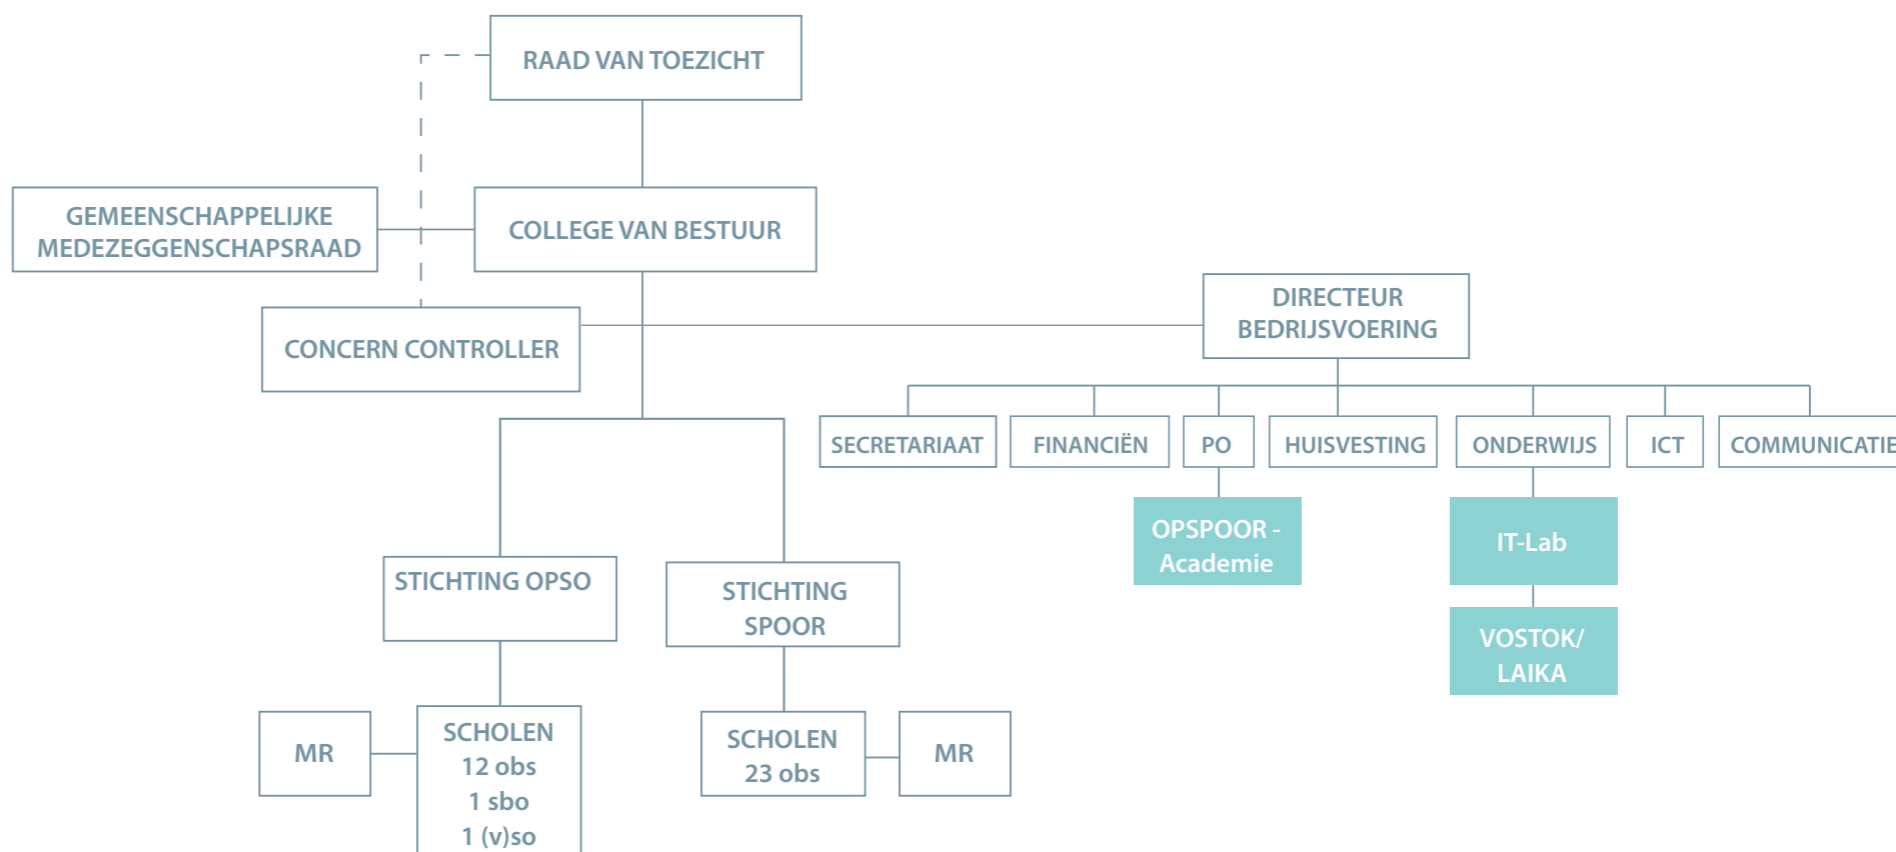 RAAD VAN TOEZICHT
GEMEENSCHAPPELIJKE
MEDEZEGGENSCHAPSRAAD
COLLEGE VAN BESTUUR
CONCERN CONTROLLER
DIRECTEUR
BEDRIJSVOERING
SECRETARIAAT
FINANCIËN
PO
HUISVESTING
ONDERWIJS
ICT
COMMUNICATIE
OPSPOOR -
Academie
IT-Lab
VOSTOK/
LAIKA
STICHTING OPSO
STICHTING
SPOOR
MR
SCHOLEN
12 obs
1 sbo
1 (v)so
SCHOLEN
23 obs
MR